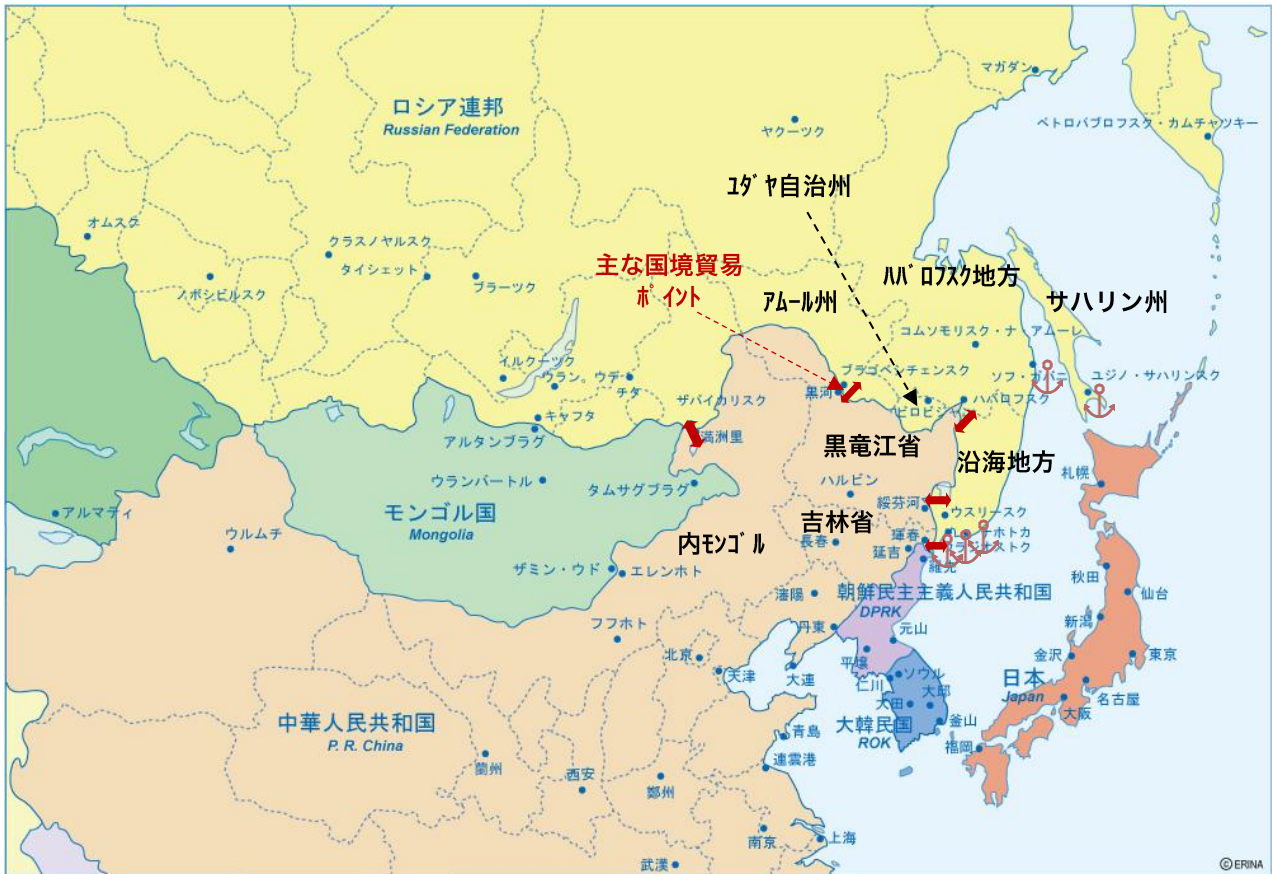 マガダン
ロシア連邦
Russian Federation
ヤクーツク
ペトロパブロフスク・カムチャツキー
ﾕﾀﾞﾔ自治州
オムスク
クラスノヤルスク
タイシェット
ブラーツク
ノボシビルスク
主な国境貿易
ﾎﾟｲﾝﾄ
ｱﾑｰﾙ州
ﾊﾊﾞﾛﾌｽｸ地方
サハリン州
コムソモリスク・ナ・アムーレ
イルクーツク
ウラン。ウデー
チタ
ブラゴベシチェンスク
黒河
ソフ・ガバニ
ユジノ・サハリンスク
キャフタ
ザバイカリスク
ビロビジャン
ハバロフスク
アルタンブラグ
満洲里
黒竜江省
沿海地方
札幌
ウランバートル
タムサグブラグ
ハルビン
アルマティ
モンゴル国
Mongolia
綏芬河
ウスリースク
ウルムチ
内ﾓﾝｺﾞﾙ
吉林省
長春
琿春
ナホトカ
延吉
ウラジオストク
羅先
ザミン・ウド
エレンホト
瀋陽
朝鮮民主主義人民共和国
DPRK
秋田
仙台
フフホト
丹東
元山
新潟
北京
天津
大連
平壌
金沢
東京
仁川
ソウル
日本
Japan
名古屋
中華人民共和国
P. R. China
大田
大邱
大阪
大韓民国
ROK
釜山
福岡
青島
蘭州
西安
鄭州
連雲港
南京
上海
武漢
©ERINA